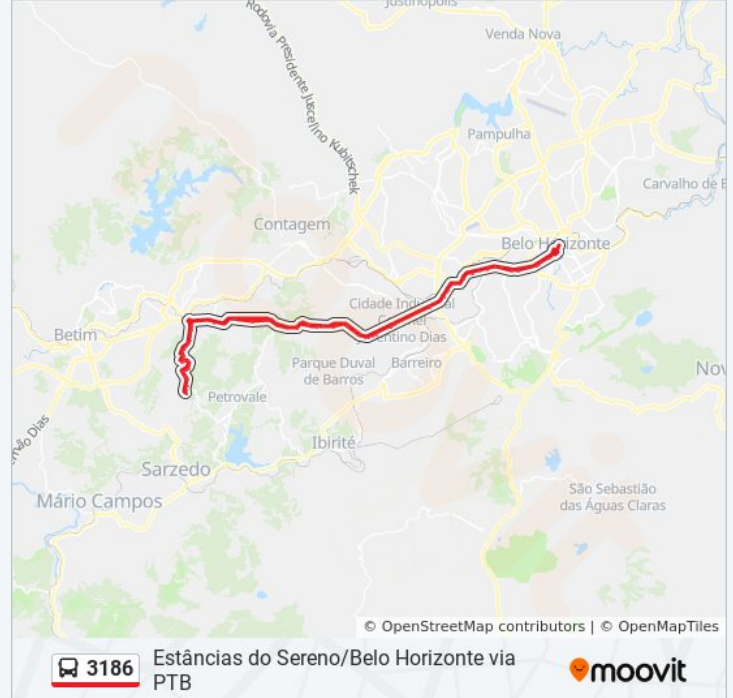 Justinópolis
Rodovia Presidente Juscelino Kubitschek
Venda Nova
Pampulha
Carvalho de B
Contagem
Belo Horizonte
Cidade Industrial
Coronel
Juventino Dias
Betim
Parque Duval
de Barros
Barreiro
Nov
Petrovale
não Dias
Ibirité
Sarzedo
Mário Campos
São Sebastião
das Águas Claras
© OpenStreetMap contributors | © OpenMapTiles
3186
Estâncias do Sereno/Belo Horizonte via
PTB
moovit